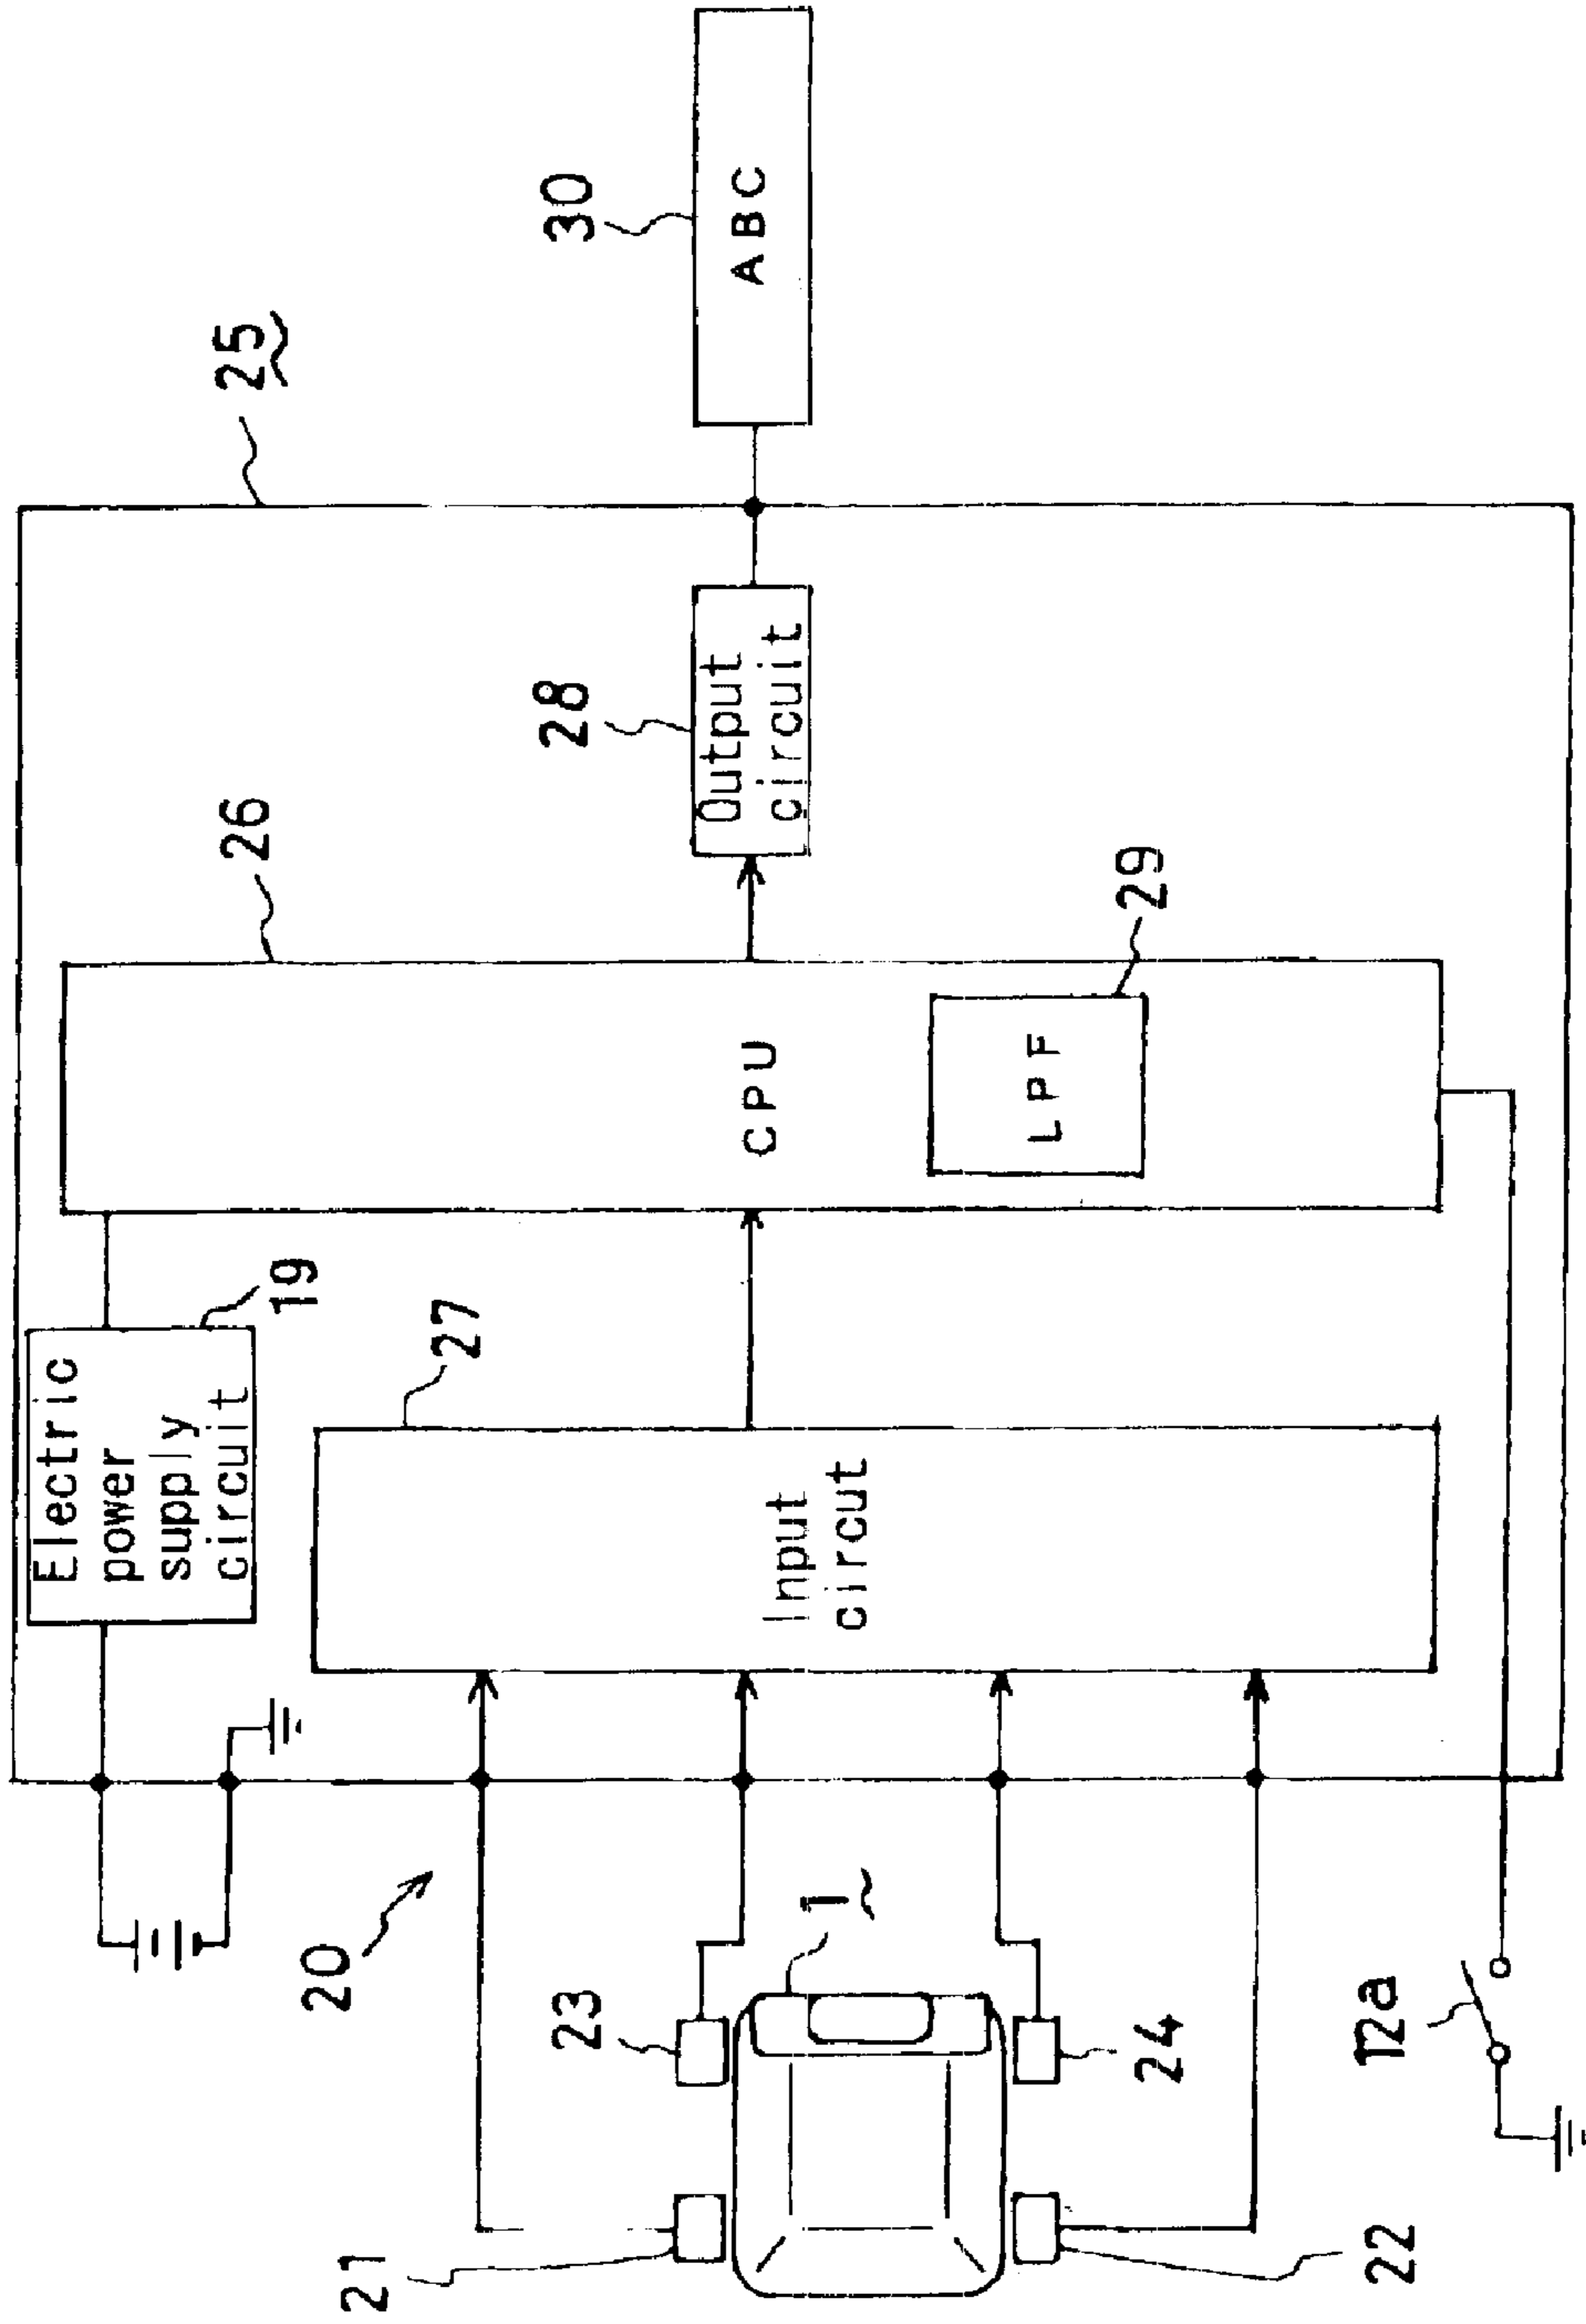 Electric
power
supply
circuit
19
20
21
22
23
24
1
12a
27
Input
circut
26
CPU
LPF
29
28
Output
circuit
25
30
ABC